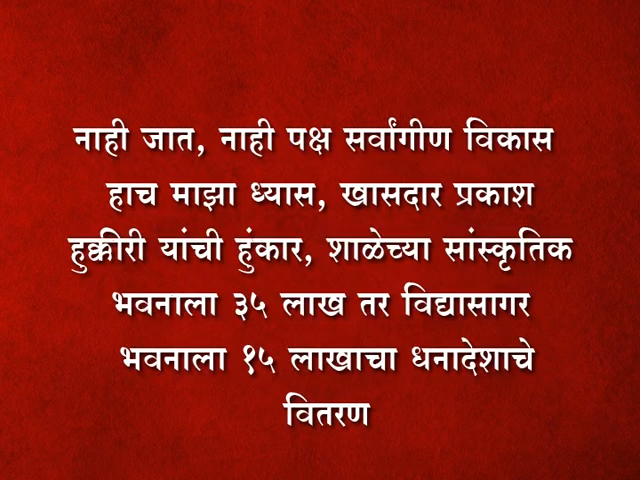 नाही जात, नाही पक्ष सर्वांगीण विकास
हाच माझा ध्यास, खासदार प्रकाश
हुक्कीरी यांची हुंकार, शाळेच्या सांस्कृतिक
भवनाला ३५ लाख तर विद्यासागर
भवनाला १५ लाखाचा धनादेशाचे
वितरण